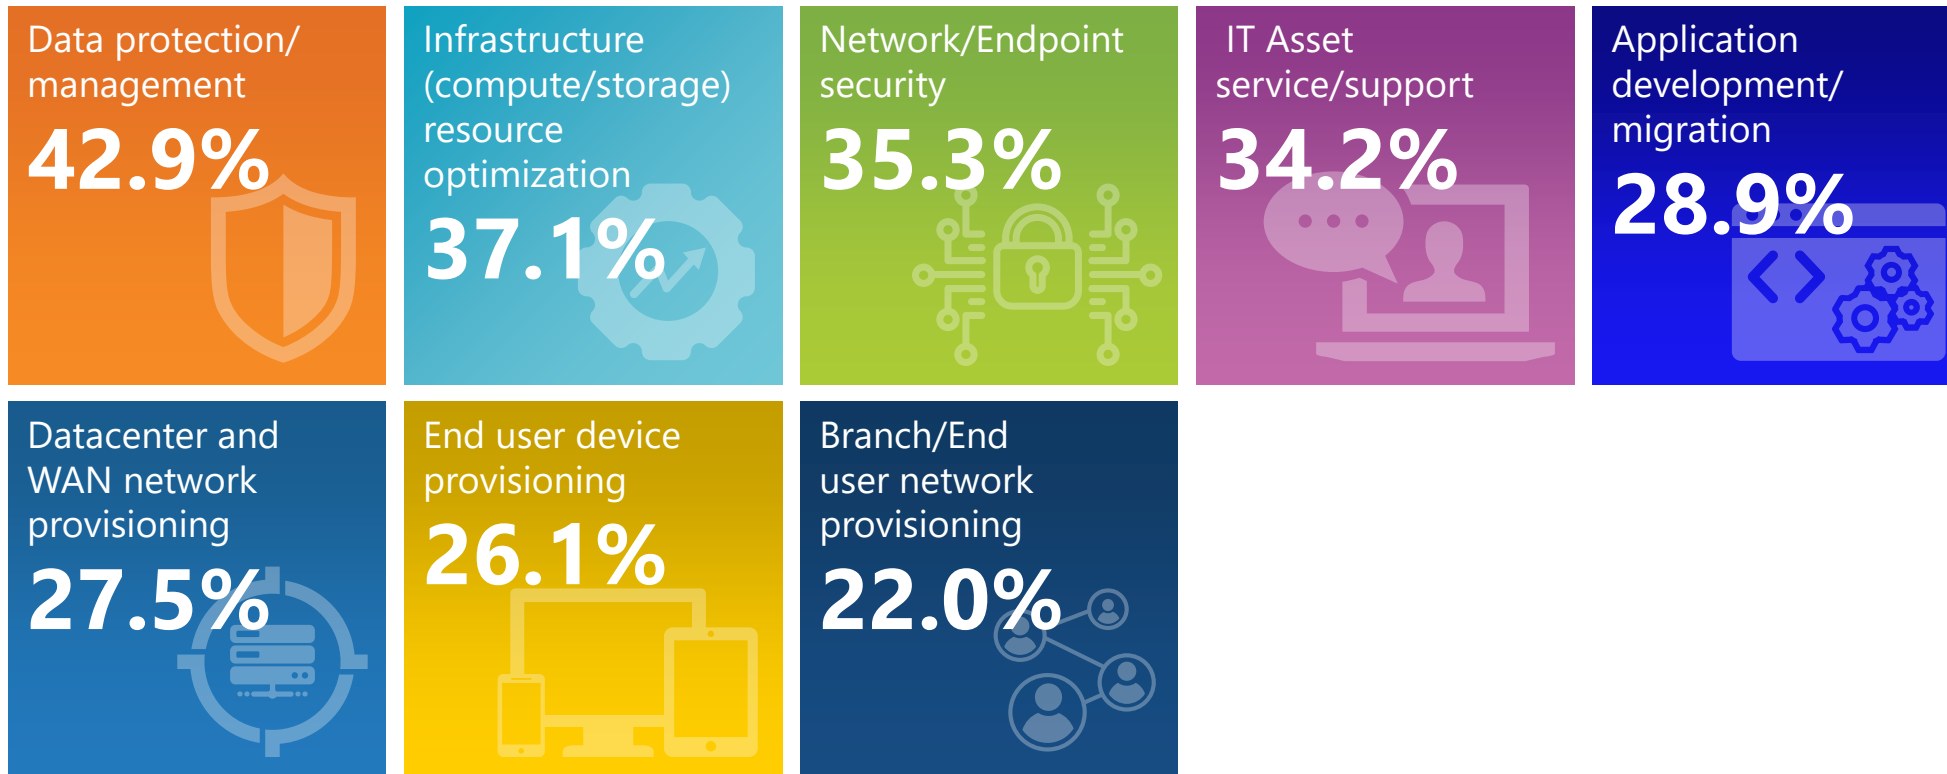 Data protection/
management
42.9%
Infrastructure
(compute/storage)
resource
optimization
37.1%
Network/Endpoint
security
35.3%
IT Asset
service/support
34.2%
Application
development/
migration
28.9%
Datacenter and
WAN network
provisioning
27.5%
End user device
provisioning
26.1%
Branch/End
user network
provisioning
22.0%